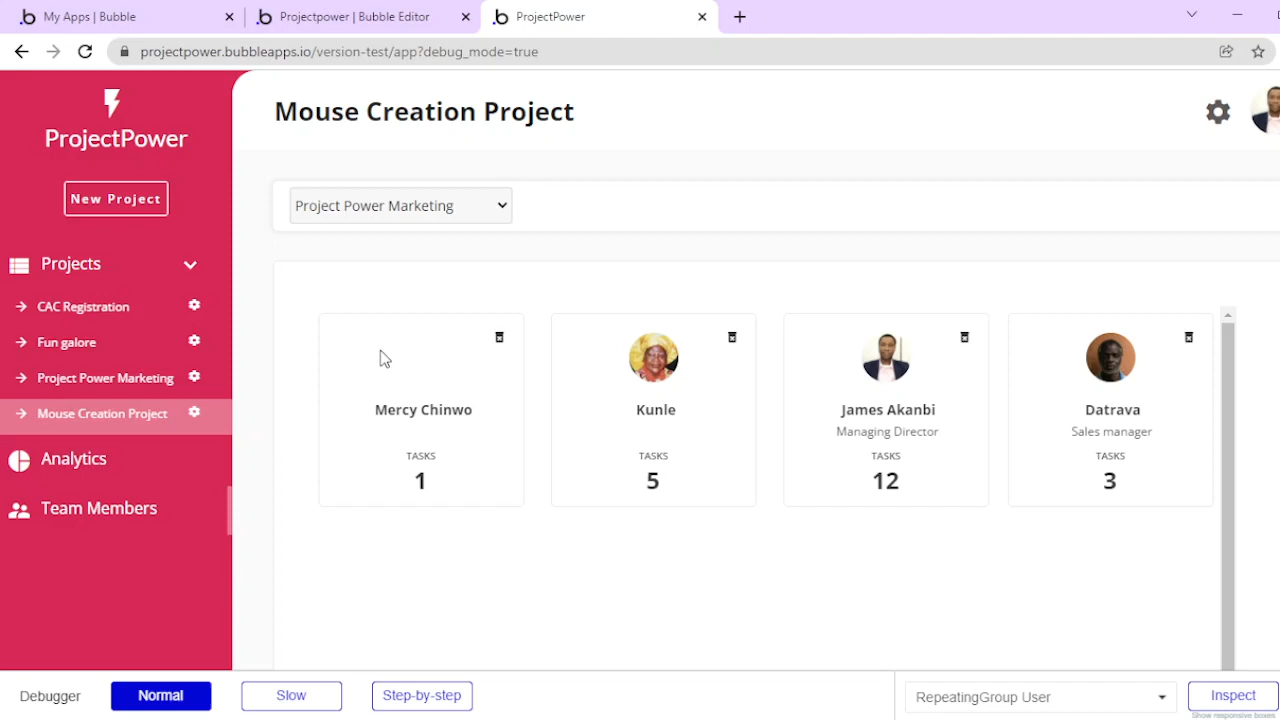 My Apps | Bubble
Projectpower | Bubble Editor
ProjectPower
projectpower.bubbleapps.io/version-test/app?debug_mode=true
ProjectPower
New Project
Projects
CAC Registration
Fun galore
Project Power Marketing
Mouse Creation Project
Analytics
Team Members
Mouse Creation Project
Project Power Marketing
Mercy Chinwo
TASKS
1
Kunle
TASKS
5
James Akanbi
Managing Director
TASKS
12
Datrava
Sales manager
TASKS
3
Debugger
Normal
Slow
Step-by-step
RepeatingGroup User
Inspect
Show responsive boxes